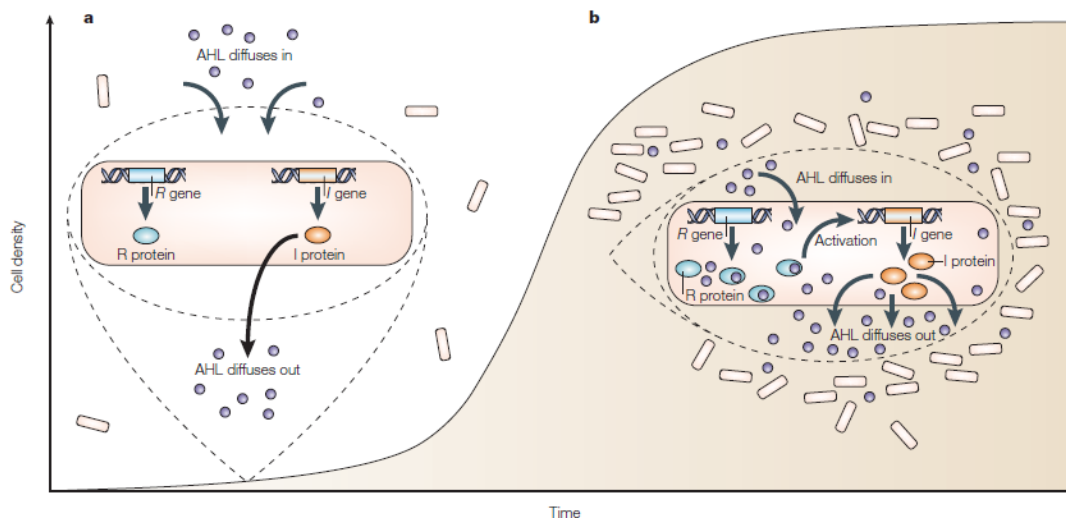 a
AHL diffuses in
R gene
I gene
R protein
I protein
AHL diffuses out
b
AHL diffuses in
R gene
Activation
I gene
I protein
R protein
AHL diffuses out
Cell density
Time